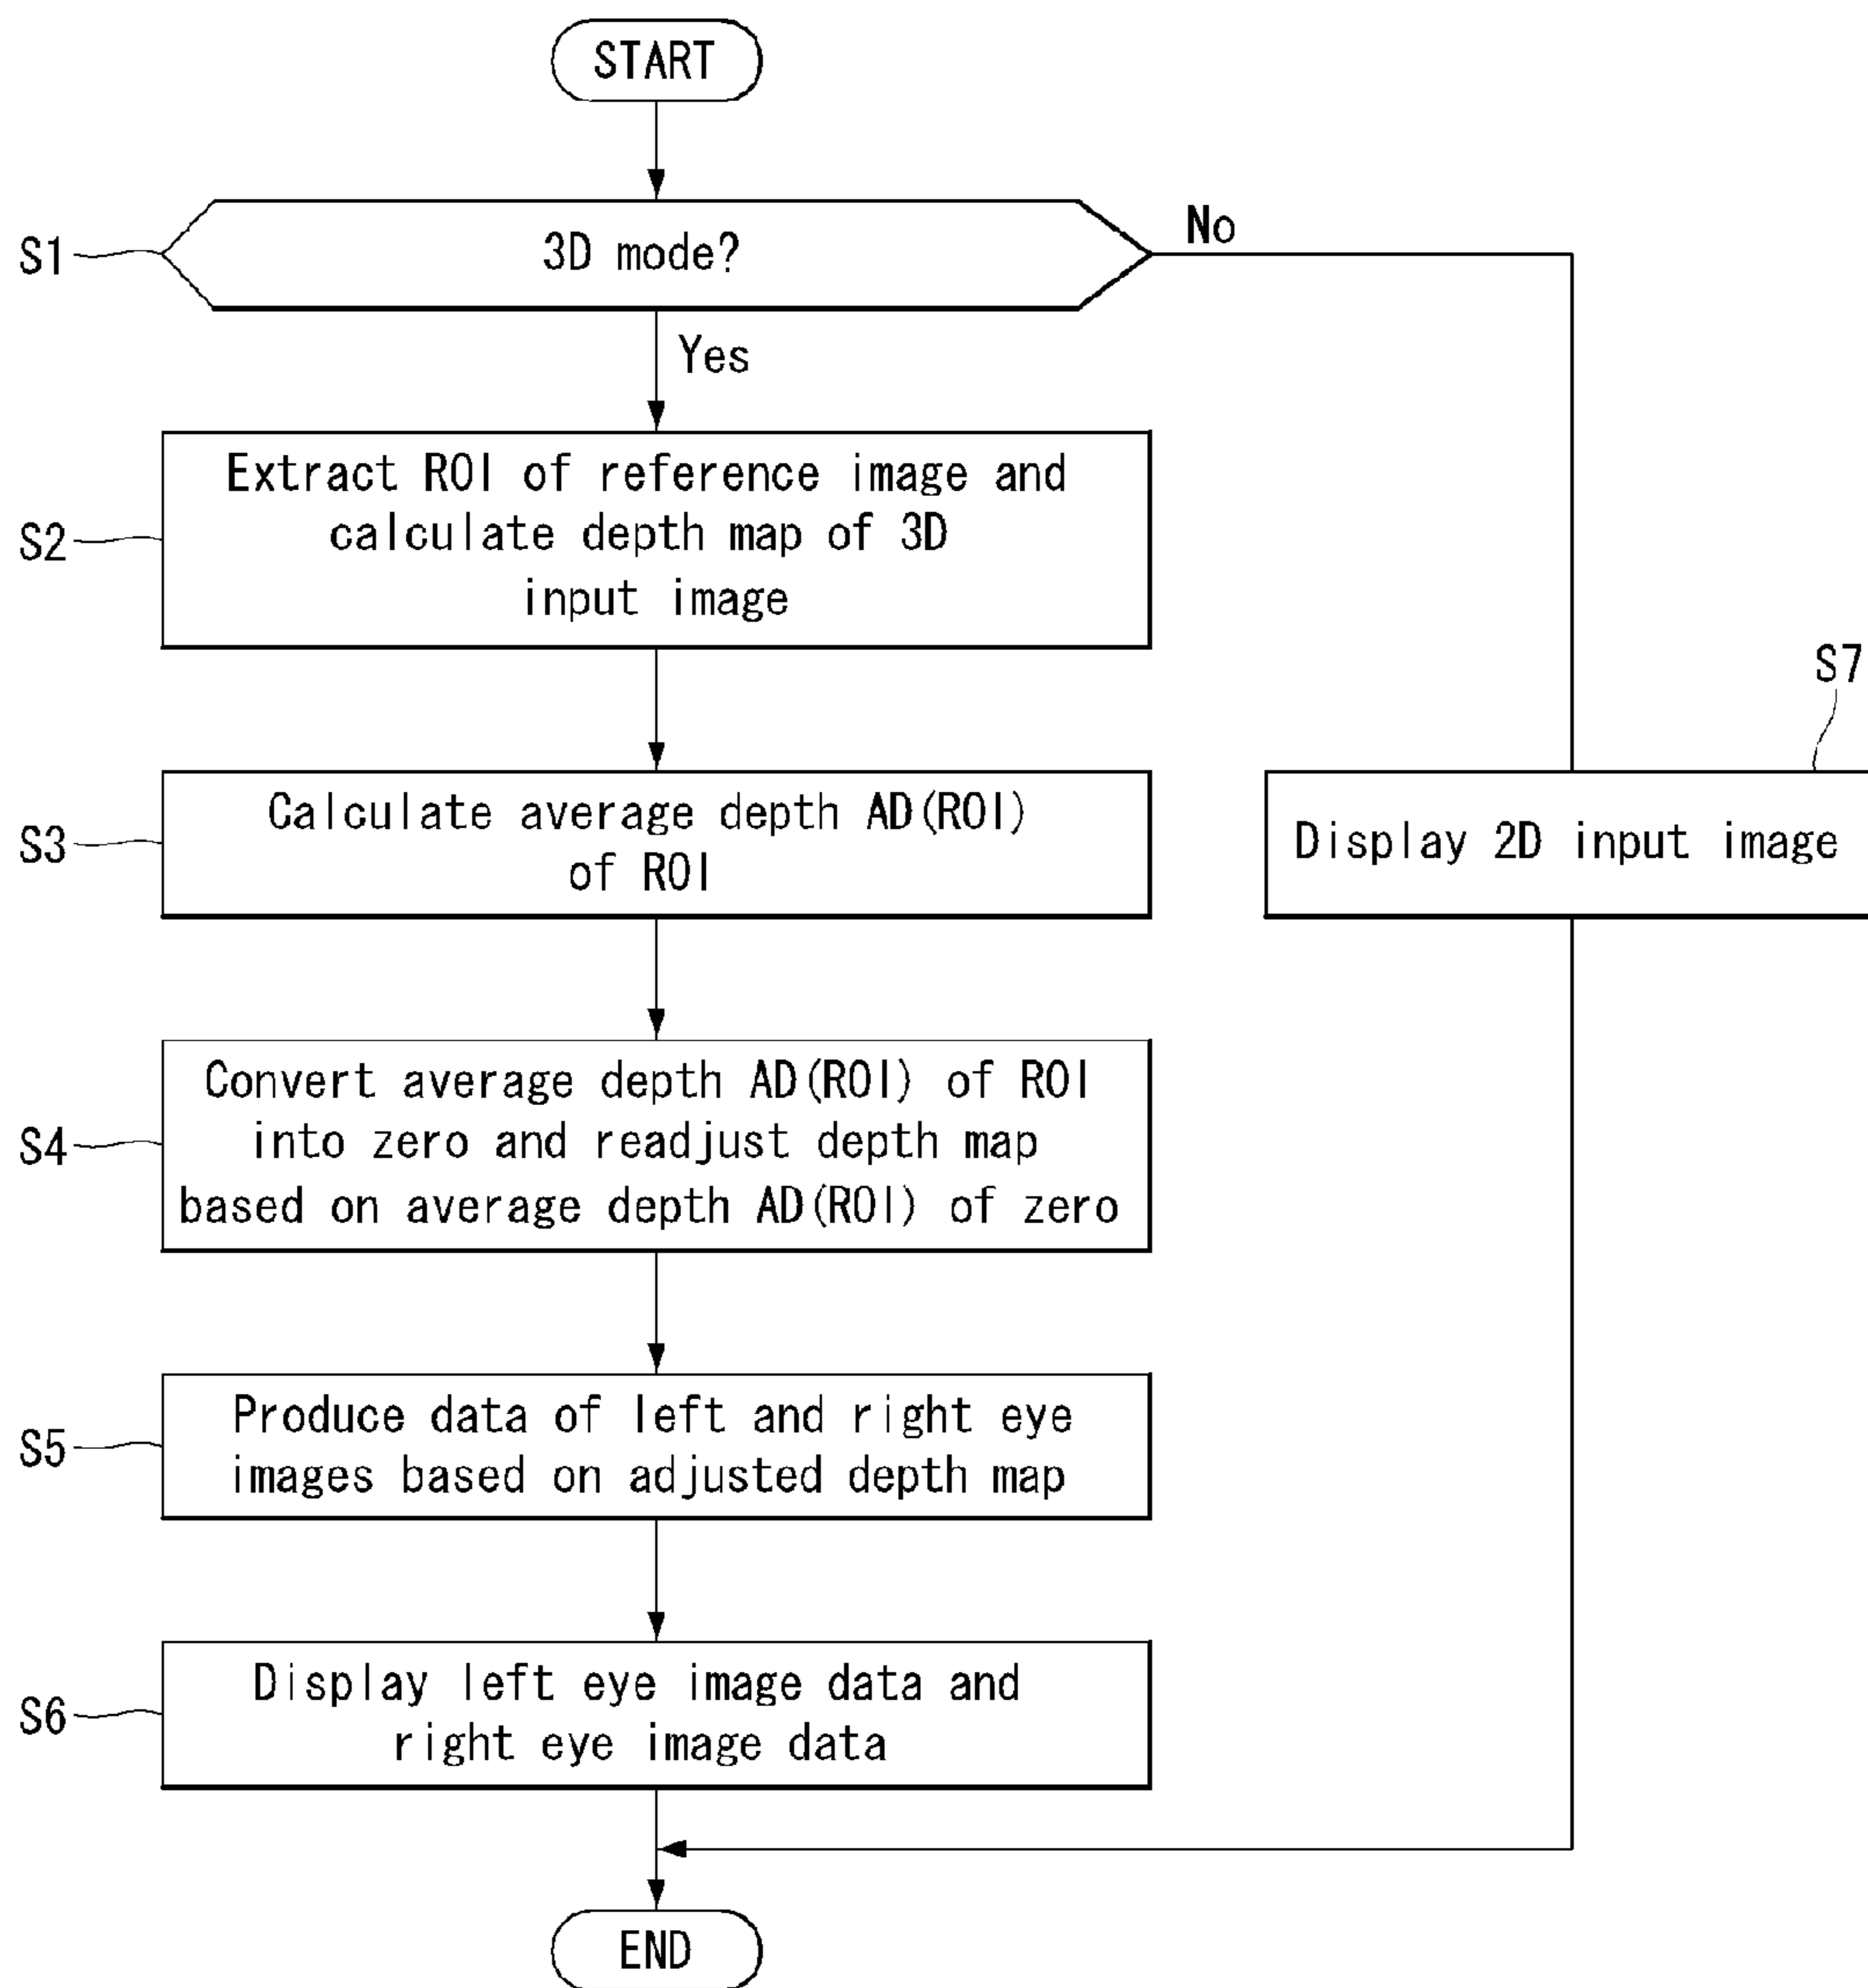 START
S1
3D mode?
No
Yes
S2
Extract ROI of reference image and
calculate depth map of 3D
input image
S3
Calculate average depth AD(ROI)
of ROI
S7
Display 2D input image
S4
Convert average depth AD(ROI) of ROI
into zero and readjust depth map
based on average depth AD(ROI) of zero
S5
Produce data of left and right eye
images based on adjusted depth map
S6
Display left eye image data and
right eye image data
END